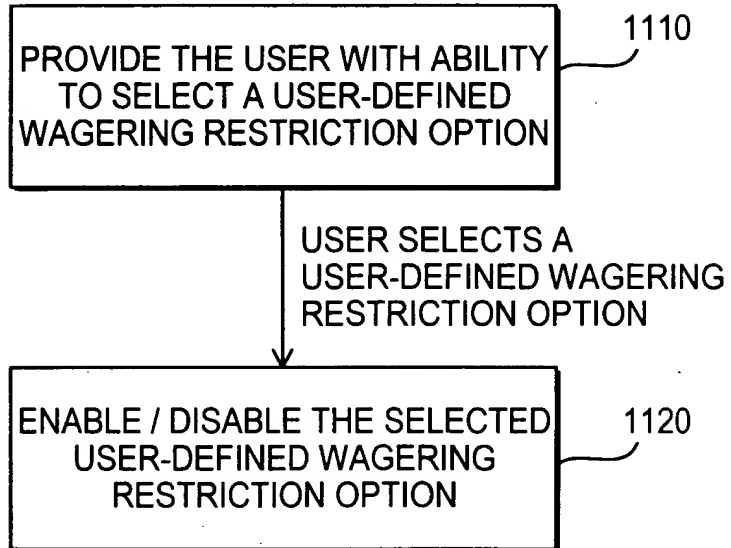 1110
PROVIDE THE USER WITH ABILITY
TO SELECT A USER-DEFINED
WAGERING RESTRICTION OPTION
USER SELECTS A
USER-DEFINED WAGERING
RESTRICTION OPTION
ENABLE / DISABLE THE SELECTED
USER-DEFINED WAGERING
RESTRICTION OPTION
1120